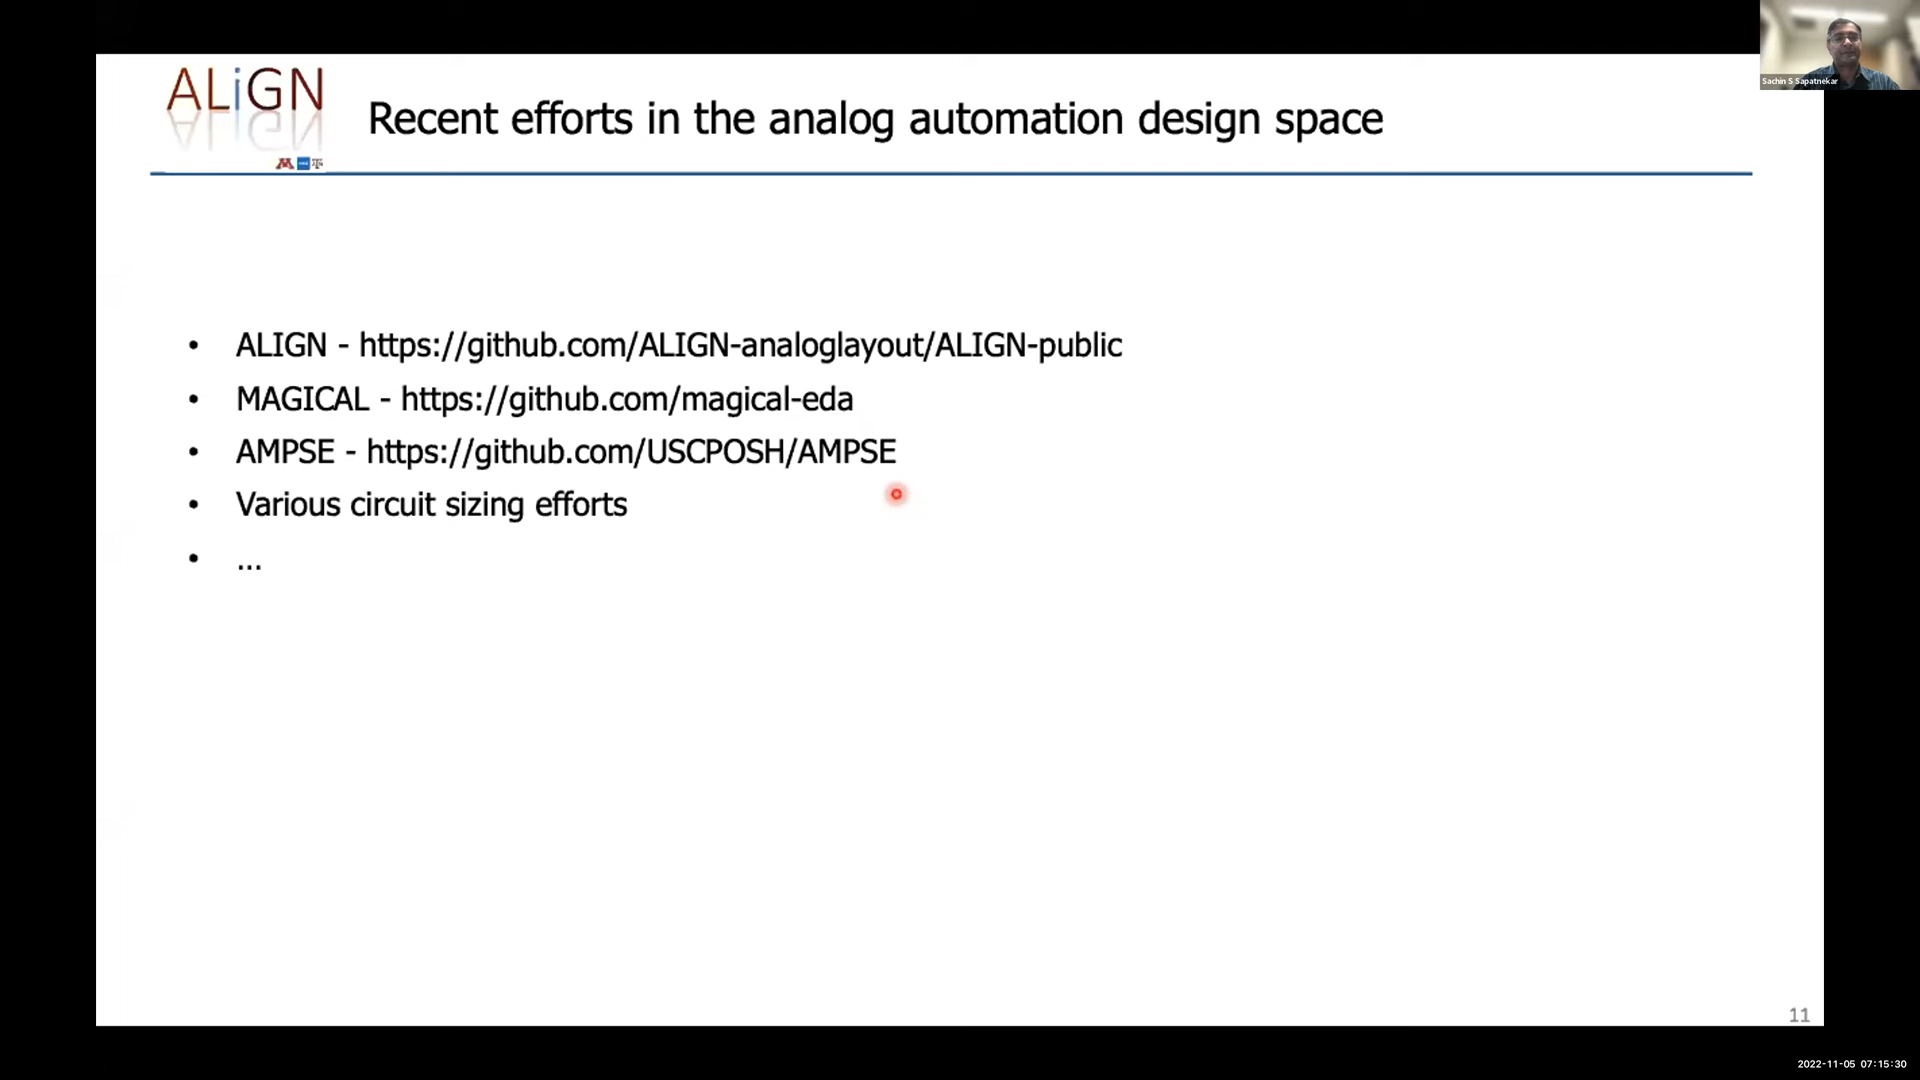 Sachin S Sapatnekar
ALiGN
Recent efforts in the analog automation design space
• ALIGN - https://github.com/ALIGN-analoglayout/ALIGN-public
• MAGICAL - https://github.com/magical-eda
• AMPSE - https://github.com/USCPOSH/AMPSE
• Various circuit sizing efforts
• ...
11
2022-11-05 07:15:30